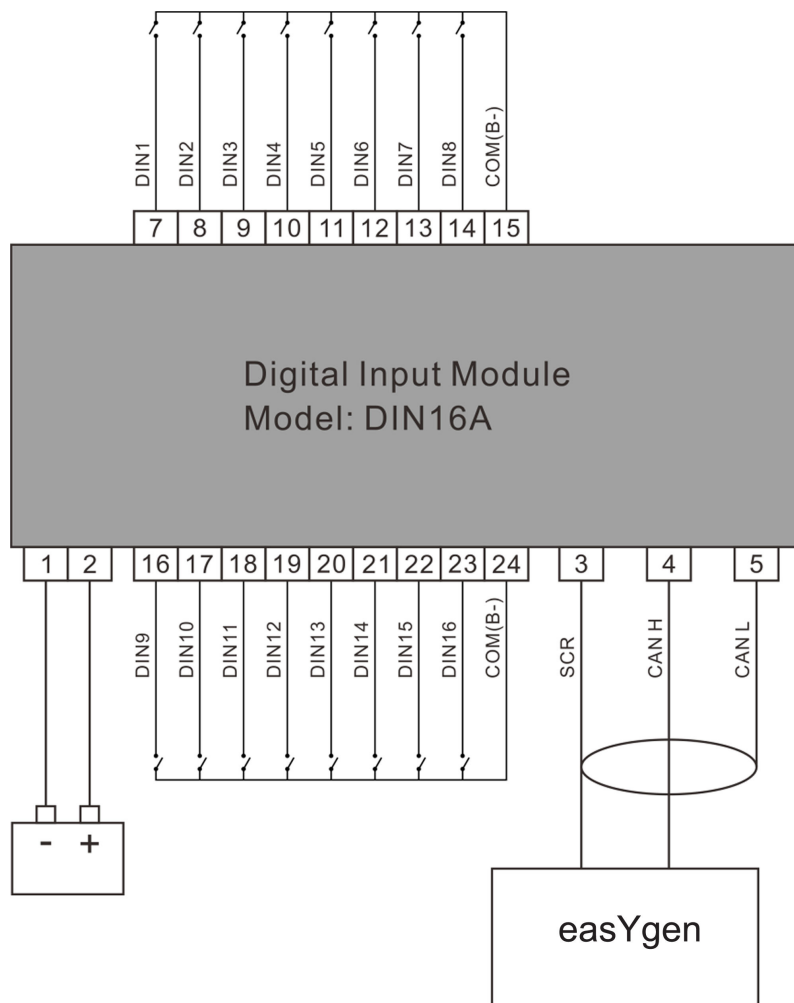 DIN1 DIN2 DIN3 DIN4 DIN5 DIN6 DIN7 DIN8 COM(B-)
7 8 9 10 11 12 13 14 15
Digital Input Module
Model: DIN16A
1 2 16 17 18 19 20 21 22 23 24 3 4 5
DIN9 DIN10 DIN11 DIN12 DIN13 DIN14 DIN15 DIN16 COM(B-) SCR CAN H CAN L
- +
easYgen